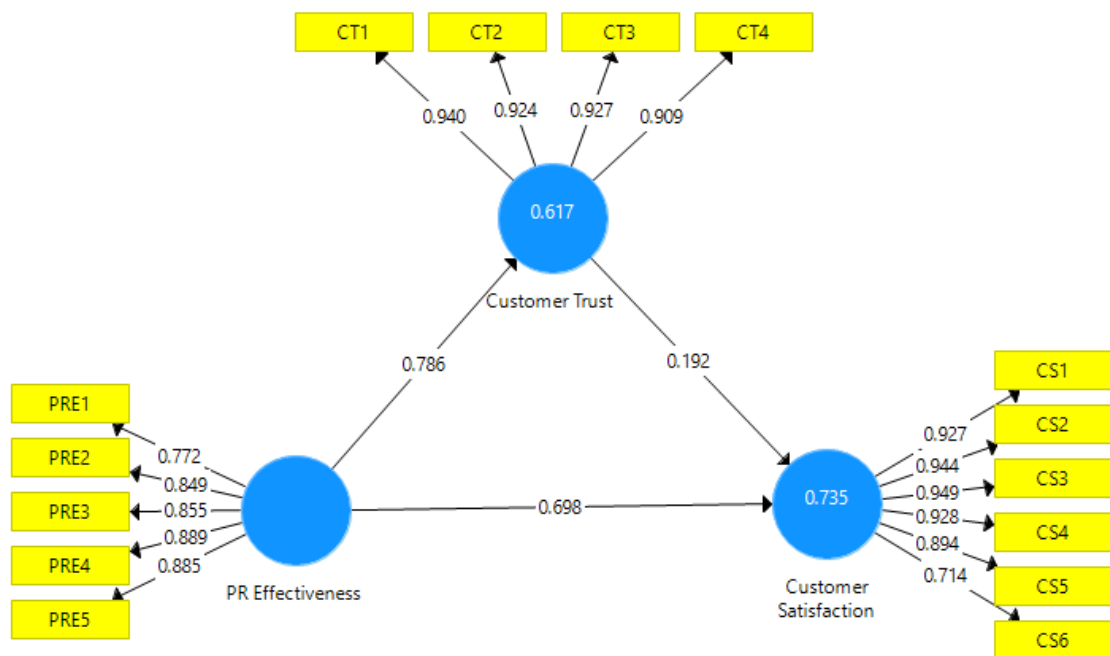 CT1
CT2
CT3
CT4
0.940
0.924
0.927
0.909
0.617
Customer Trust
0.786
0.192
PRE1
PRE2
PRE3
PRE4
PRE5
0.772
0.849
0.855
0.889
0.885
PR Effectiveness
0.698
0.735
Customer
Satisfaction
0.927
0.944
0.949
0.928
0.894
0.714
CS1
CS2
CS3
CS4
CS5
CS6